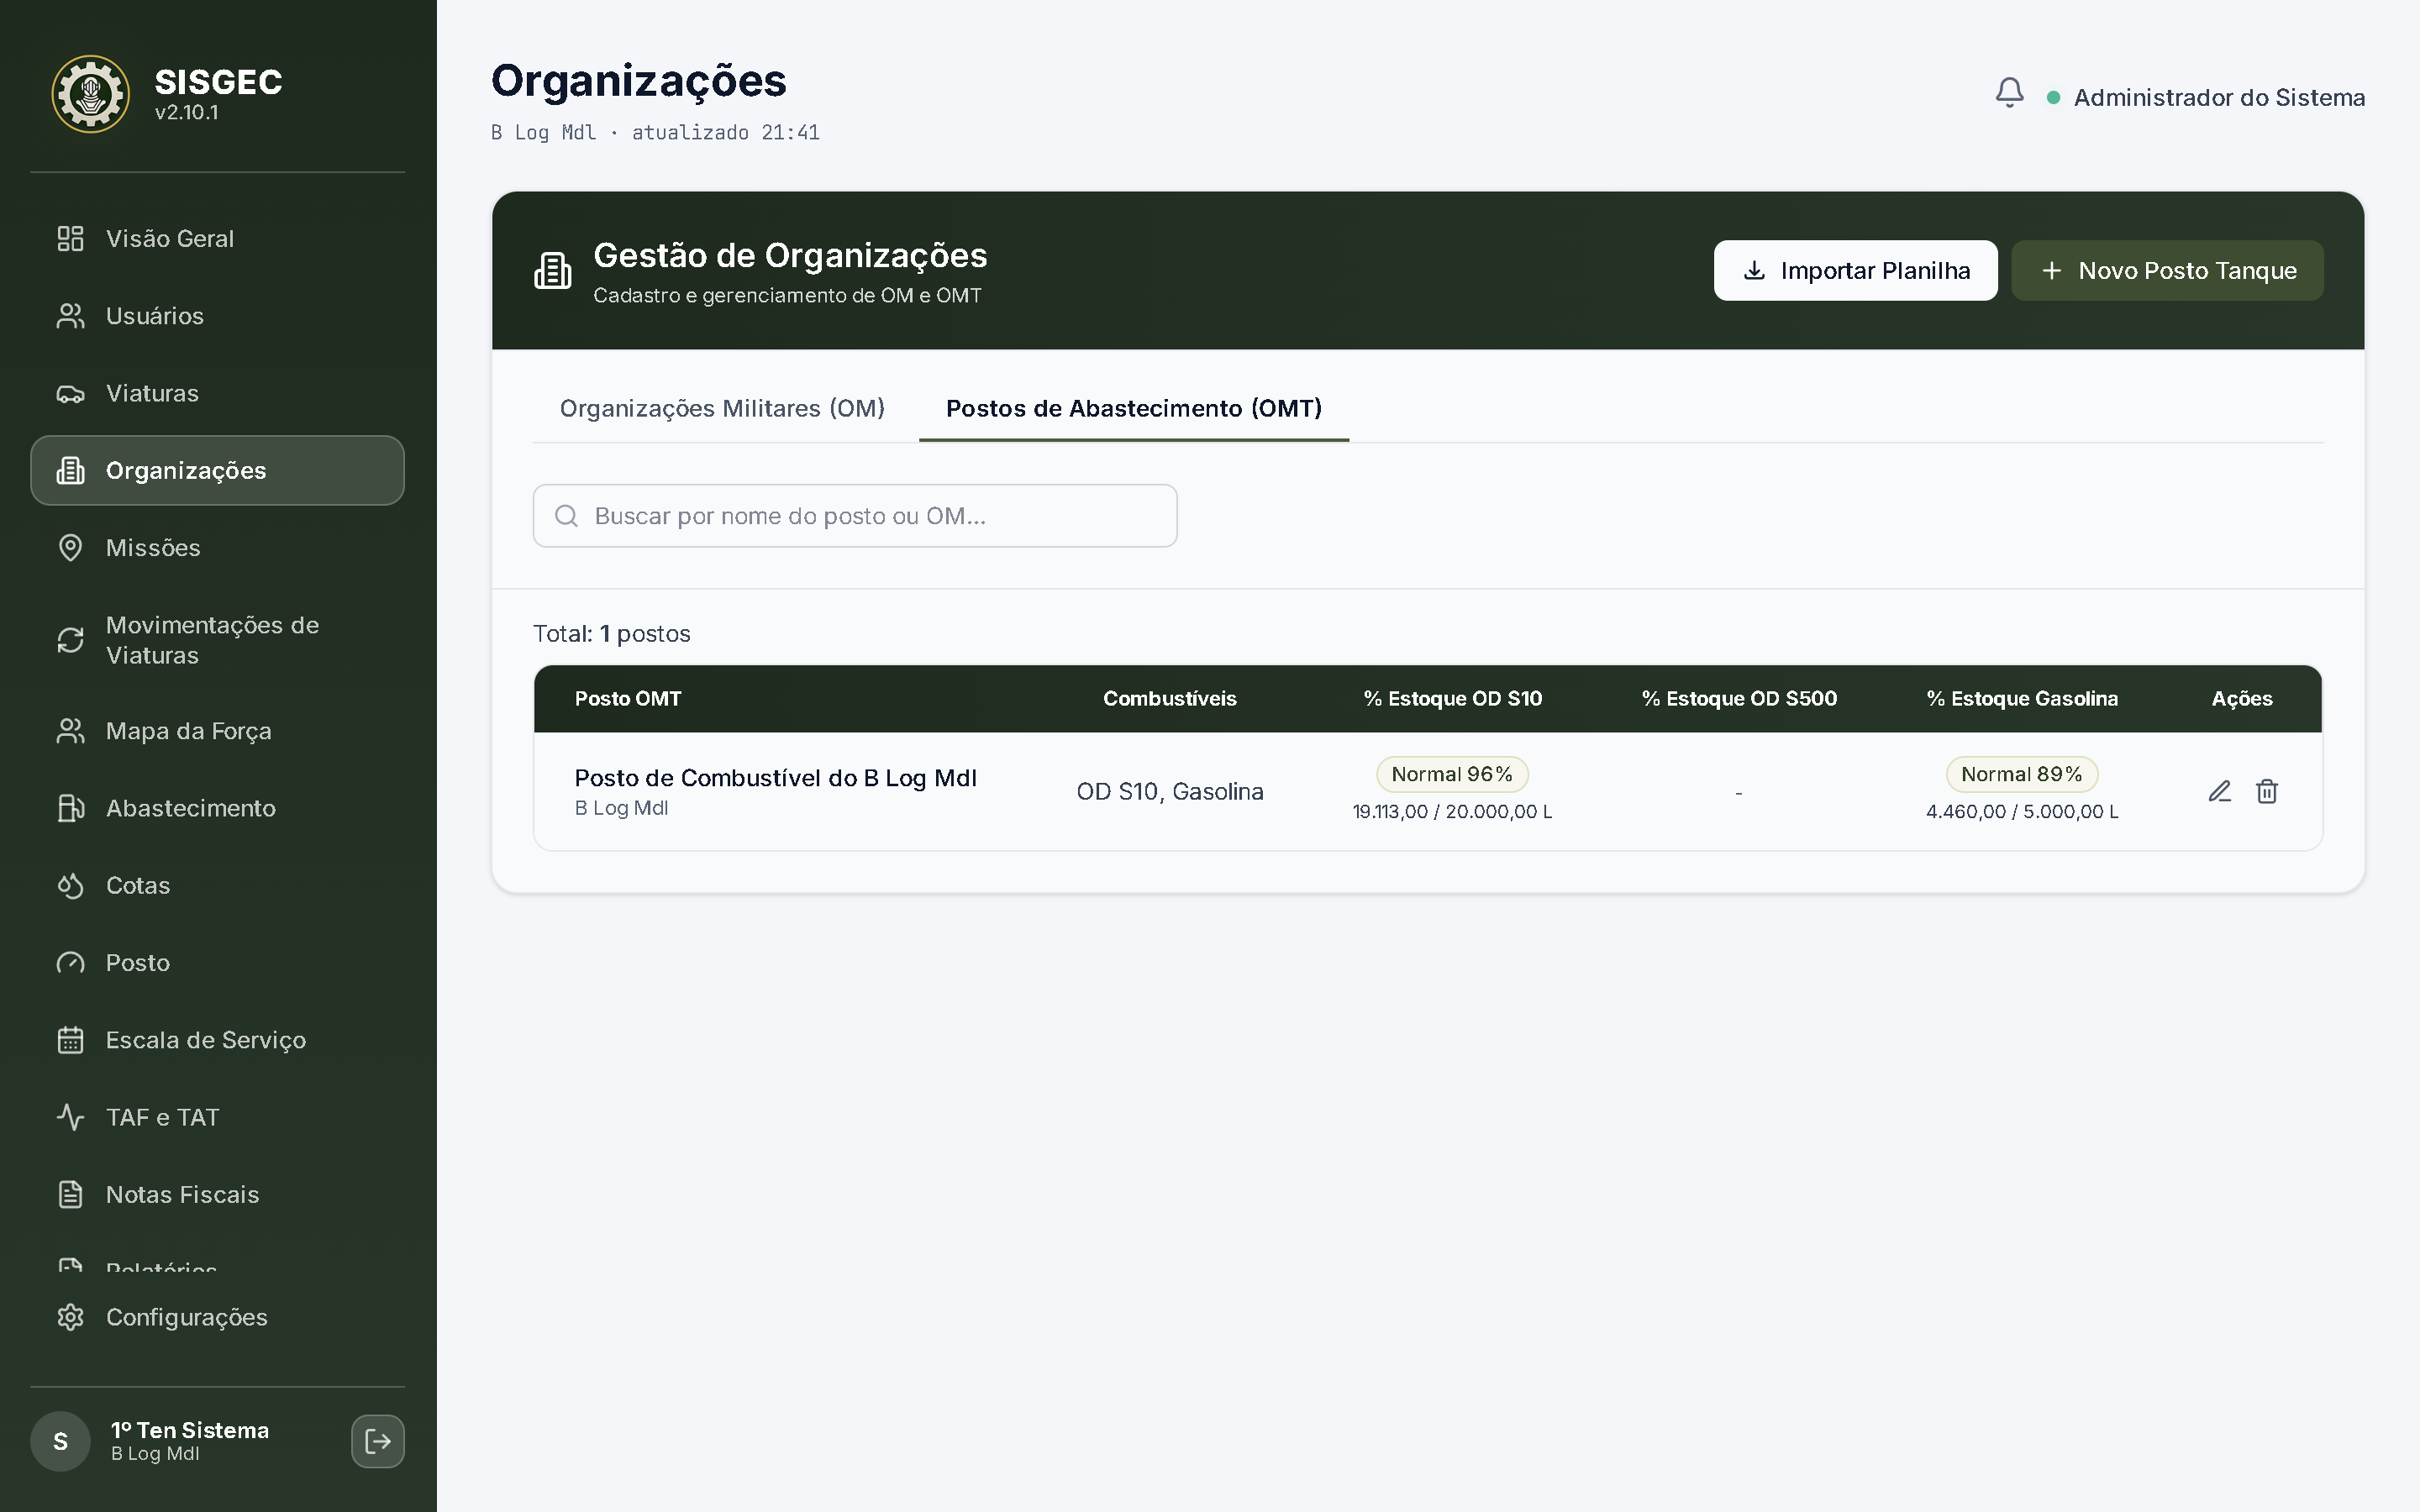 SISGEC
v2.10.1
Visão Geral
Usuários
Viaturas
Organizações
Missões
Movimentações de
Viaturas
Mapa da Força
Abastecimento
Cotas
Posto
Escala de Serviço
TAF e TAT
Notas Fiscais
Relatórios
Configurações
S
1º Ten Sistema
B Log Mdl
Organizações
B Log Mdl · atualizado 21:41
Administrador do Sistema
Gestão de Organizações
Cadastro e gerenciamento de OM e OMT
Importar Planilha
Novo Posto Tanque
Organizações Militares (OM)
Postos de Abastecimento (OMT)
Buscar por nome do posto ou OM...
Total: 1 postos
Posto OMT
Combustíveis
% Estoque OD S10
% Estoque OD S500
% Estoque Gasolina
Ações
Posto de Combustível do B Log Mdl
B Log Mdl
OD S10, Gasolina
Normal 96%
19.113,00 / 20.000,00 L
-
Normal 89%
4.460,00 / 5.000,00 L